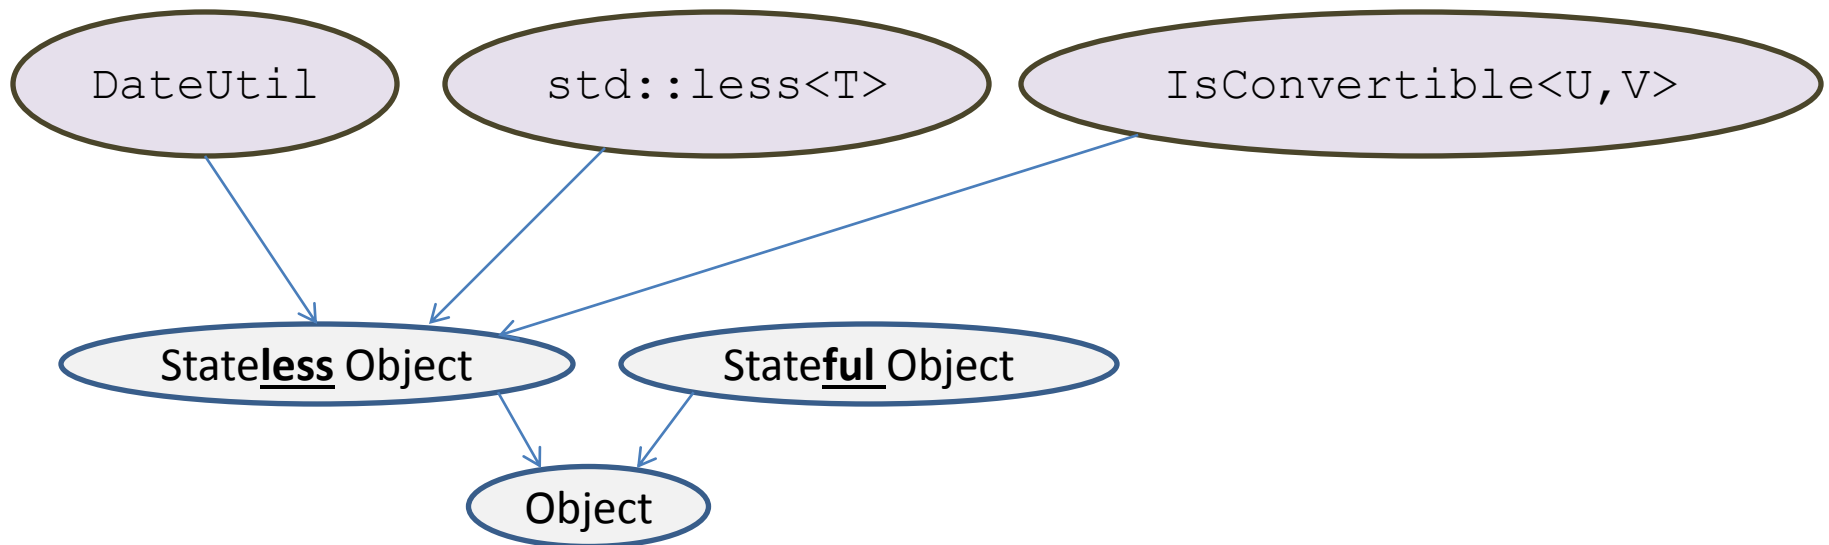 DateUtil
std::less<T>
IsConvertible<U,V>
Stateless Object
Stateful Object
Object